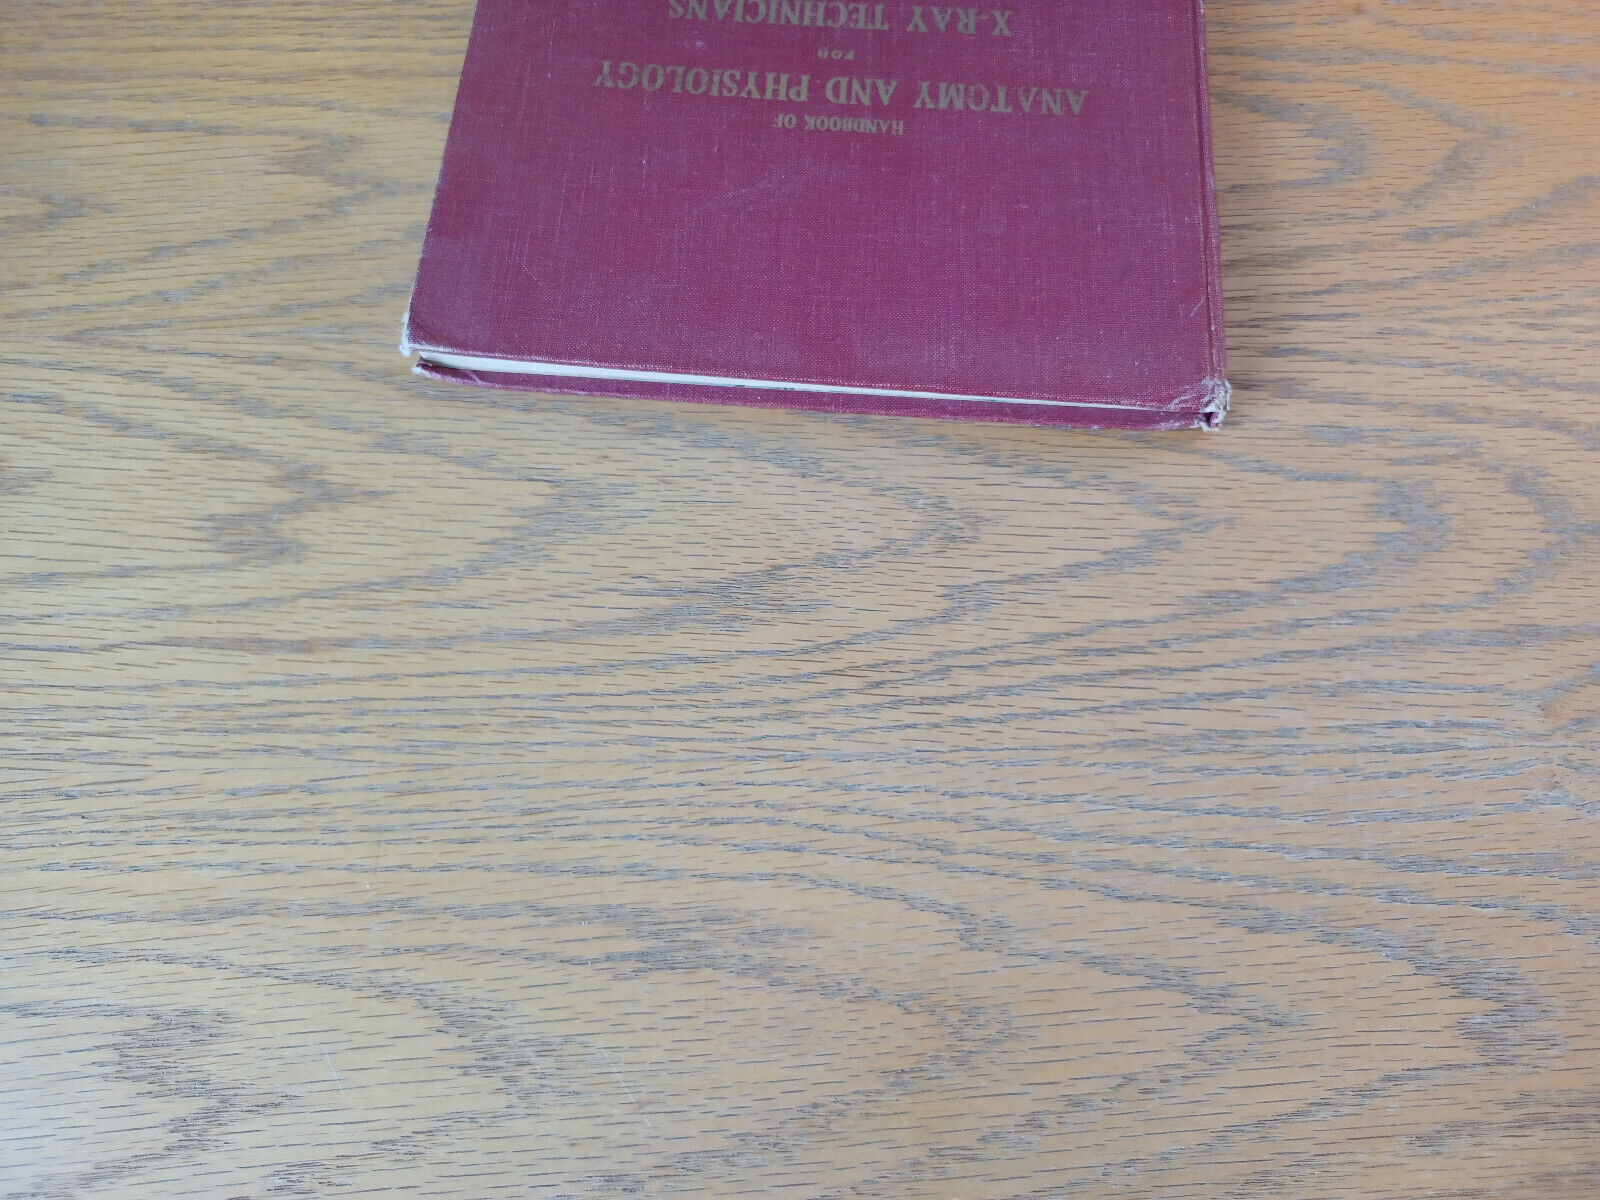 HANDBOOK OF
ANATOMY AND PHYSIOLOGY
FOR
X-RAY TECHNICIANS